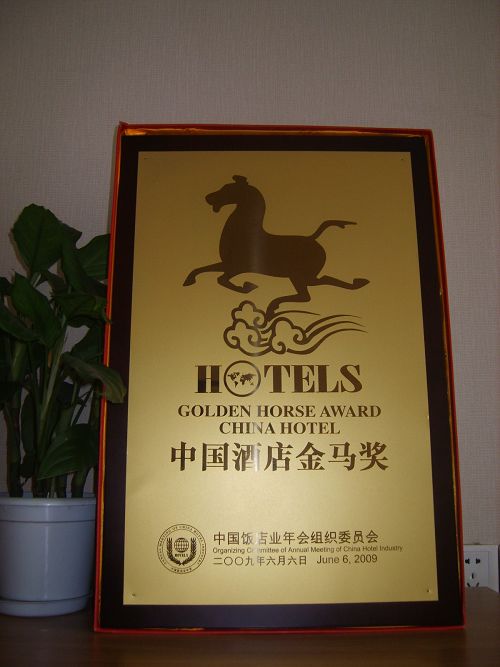 HOTELS
GOLDEN HORSE AWARD
CHINA HOTEL
中国酒店金马奖
中国饭店业年会组织委员会
Organizing Committee of Annual Meeting of China Hotel Industry
二〇〇九年六月六日 June 6, 2009
HOTELS